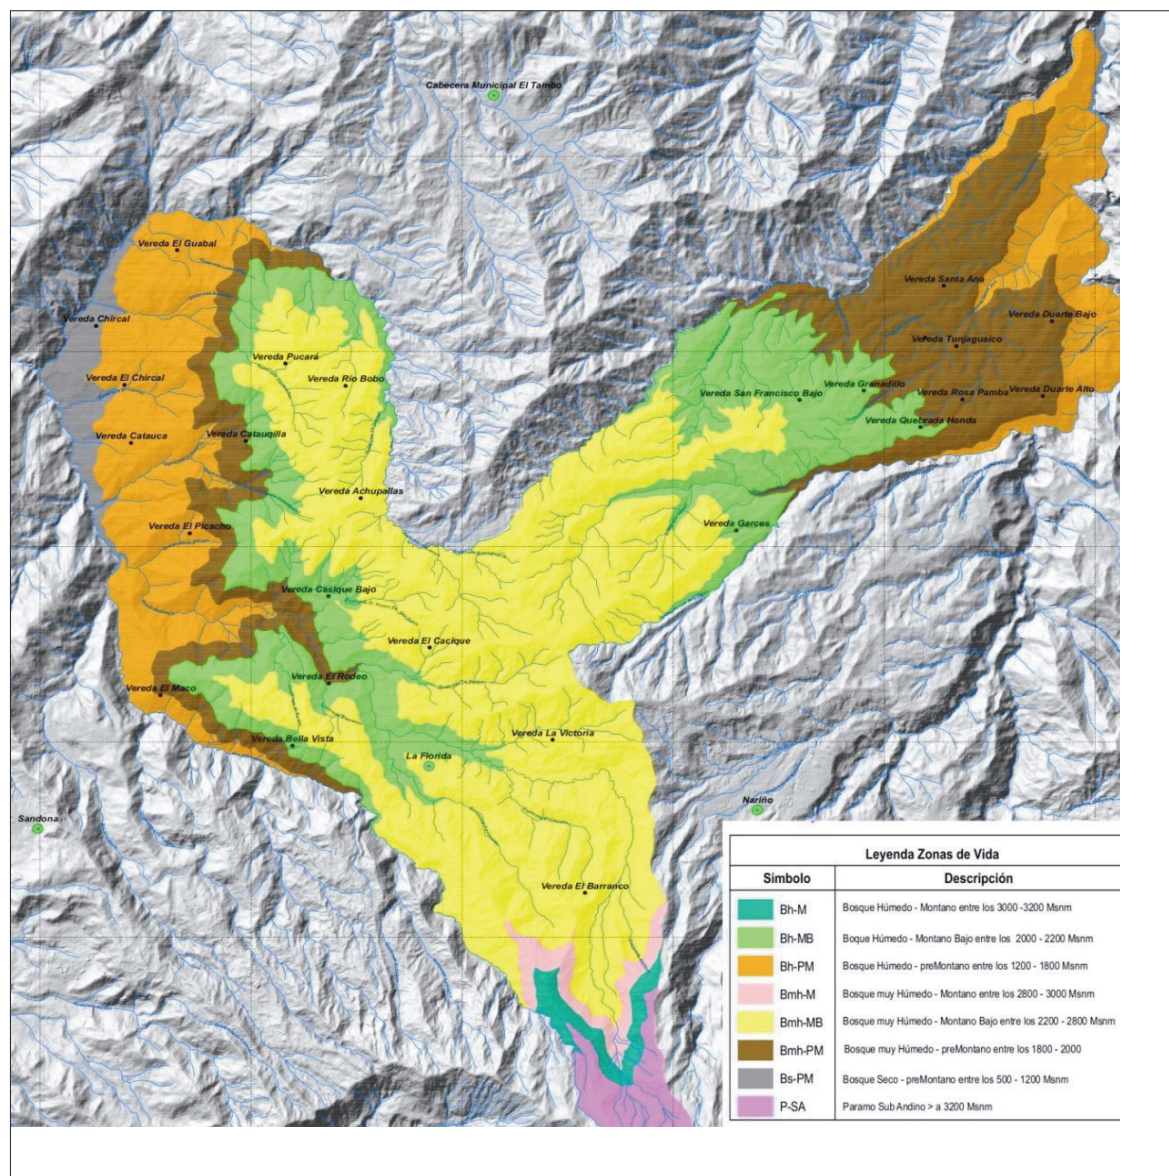 Cabecera Municipal El Tambo
Vereda El Guabal
Vereda Santa Ana
Vereda Chircal
Vereda Duarte Bajo
Vereda Tunjaguaico
Vereda Pucará
Vereda El Chircal
Vereda Rio Bobo
Vereda Granadillo
Vereda San Francisco Bajo
Vereda Rosa Pamba
Vereda Duarte Alto
Vereda Quebrada Honda
Vereda Catauca
Vereda Catauqilla
Vereda Achupallas
Vereda El Picacho
Vereda Garces
Vereda Casique Bajo
Vereda El Cacique
Vereda El Rodeo
Vereda El Maco
Vereda Bella Vista
Vereda La Victoria
La Florida
Nariño
Sandona
Vereda El Barranco
Leyenda Zonas de Vida
Simbolo Descripción
Bh-M Bosque Húmedo - Montano entre los 3000 -3200 Msnm
Bh-MB Boque Húmedo - Montano Bajo entre los 2000 - 2200 Msnm
Bh-PM Bosque Húmedo - preMontano entre los 1200 - 1800 Msnm
Bmh-M Bosque muy Húmedo - Montano entre los 2800 - 3000 Msnm
Bmh-MB Bosque muy Húmedo - Montano Bajo entre los 2200 - 2800 Msnm
Bmh-PM Bosque muy Húmedo - preMontano entre los 1800 - 2000
Bs-PM Bosque Seco - preMontano entre los 500 - 1200 Msnm
P-SA Paramo Sub Andino > a 3200 Msnm